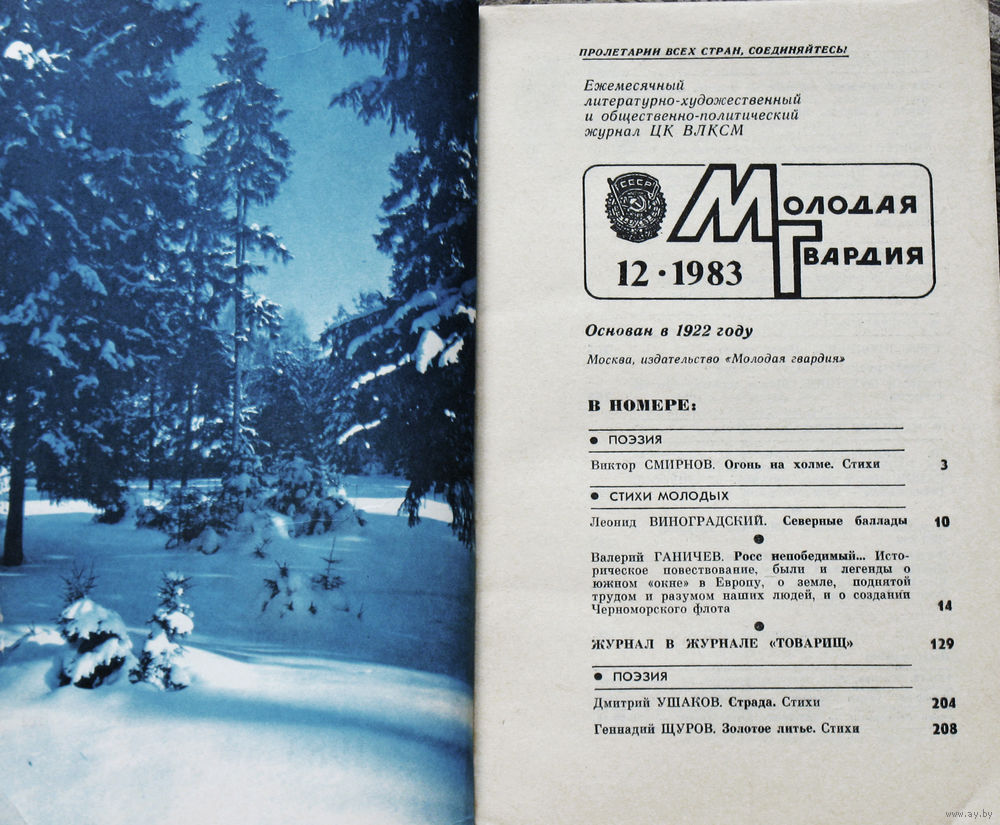 ПРОЛЕТАРИИ ВСЕХ СТРАН, СОЕДИНЯЙТЕСЬ!
Ежемесячный
литературно-художественный
и общественно-политический
журнал ЦК ВЛКСМ
СССР
МОЛОДАЯ
ГВАРДИЯ
12 · 1983
Основан в 1922 году
Москва, издательство «Молодая гвардия»
В НОМЕРЕ:
● ПОЭЗИЯ
Виктор СМИРНОВ. Огонь на холме. Стихи 3
● СТИХИ МОЛОДЫХ
Леонид ВИНОГРАДСКИЙ. Северные баллады 10
●
Валерий ГАНИЧЕВ. Росс непобедимый... Исто-
рическое повествование, были и легенды о
южном «окне» в Европу, о земле, поднятой
трудом и разумом наших людей, и о создании
Черноморского флота 14
●
ЖУРНАЛ В ЖУРНАЛЕ «ТОВАРИЩ» 129
● ПОЭЗИЯ
Дмитрий УШАКОВ. Страда. Стихи 204
Геннадий ЩУРОВ. Золотое литье. Стихи 208
www.ay.by